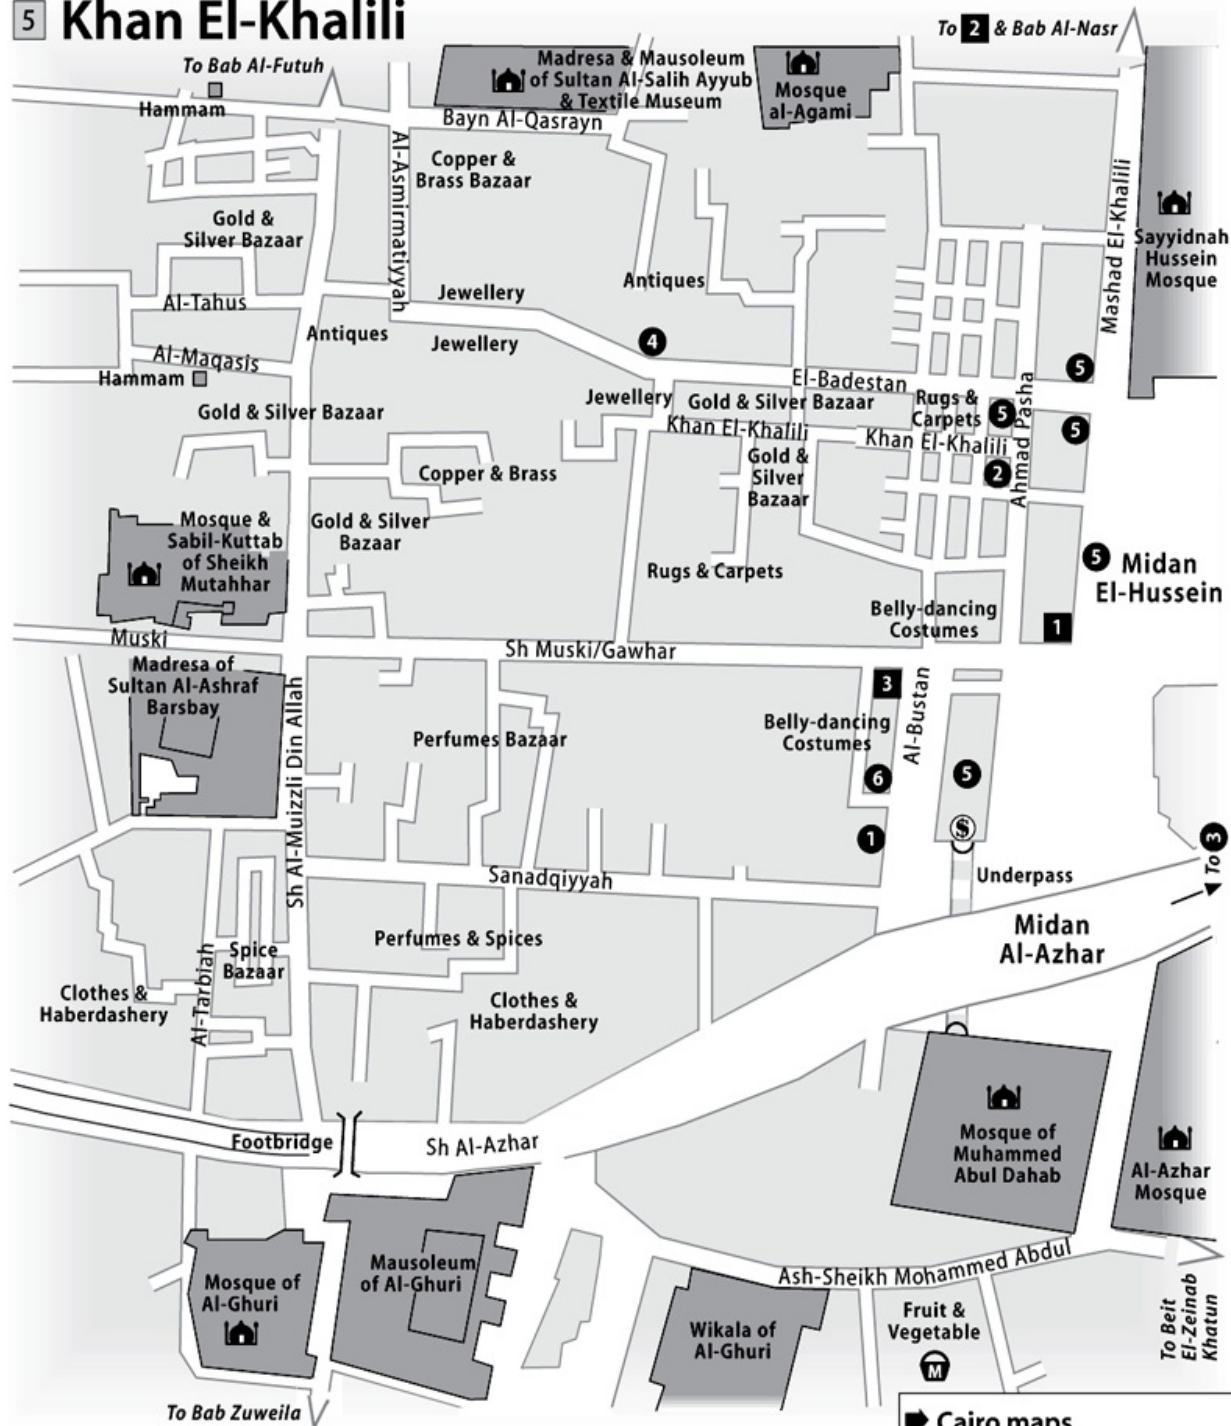 5 Khan El-Khalili
To 2 & Bab Al-Nasr
To Bab Al-Futuh
Hammam
Madresa & Mausoleum
of Sultan Al-Salih Ayyub
& Textile Museum
Mosque
al-Agami
Bayn Al-Qasrayn
Al-Asmirmatiyyah
Copper &
Brass Bazaar
Mashad El-Khalili
Sayyidnah
Hussein
Mosque
Gold &
Silver Bazaar
Antiques
Al-Tahus
Jewellery
Antiques
Jewellery
4
Al-Maqasis
Hammam
5
El-Badestan
Ahmad Pasha
Gold & Silver Bazaar
Jewellery
Gold & Silver Bazaar
Rugs &
Carpets
5
5
Khan El-Khalili
Khan El-Khalili
Copper & Brass
Gold &
Silver
Bazaar
2
Mosque &
Sabil-Kuttab
of Sheikh
Mutahhar
Gold & Silver
Bazaar
Rugs & Carpets
5
Midan
El-Hussein
Belly-dancing
Costumes
1
Muski
Sh Muski/Gawhar
Madresa of
Sultan Al-Ashraf
Barsbay
Sh Al-Muizzli Din Allah
Perfumes Bazaar
3
Al-Bustan
Belly-dancing
Costumes
6
5
1
$
To 3
Sanadqiyyah
Underpass
Midan
Al-Azhar
Perfumes & Spices
Spice
Bazaar
Al-Tarbiah
Clothes &
Haberdashery
Clothes &
Haberdashery
Footbridge
Sh Al-Azhar
Mosque of
Muhammed
Abul Dahab
Al-Azhar
Mosque
Mosque of
Al-Ghuri
Mausoleum
of Al-Ghuri
Ash-Sheikh Mohammed Abdul
Wikala of
Al-Ghuri
Fruit &
Vegetable
M
To Beit
El-Zeinab
Khatun
To Bab Zuweila
Cairo maps